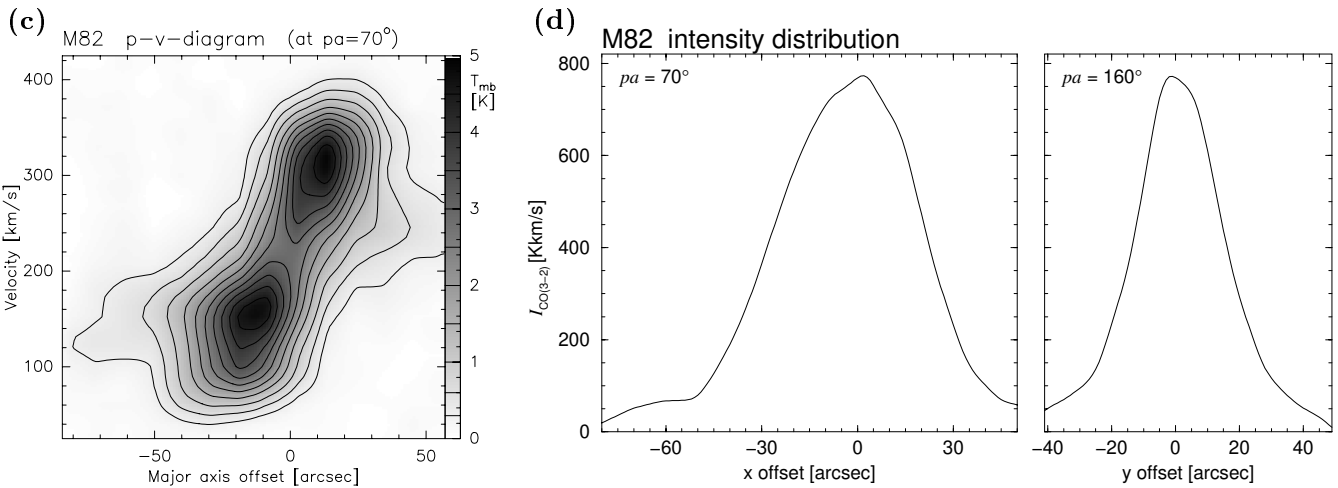 (c)
M82 p−v−diagram (at pa=70°)
Velocity [km/s]
400
300
200
100
−50
0
50
Major axis offset [arcsec]
5
T mb
[K]
4
3
2
1
0
(d)
M82 intensity distribution
I CO(3−2) [Kkm/s]
800
600
400
200
0
pa = 70°
−60
−30
0
30
x offset [arcsec]
pa = 160°
−40
−20
0
20
40
y offset [arcsec]